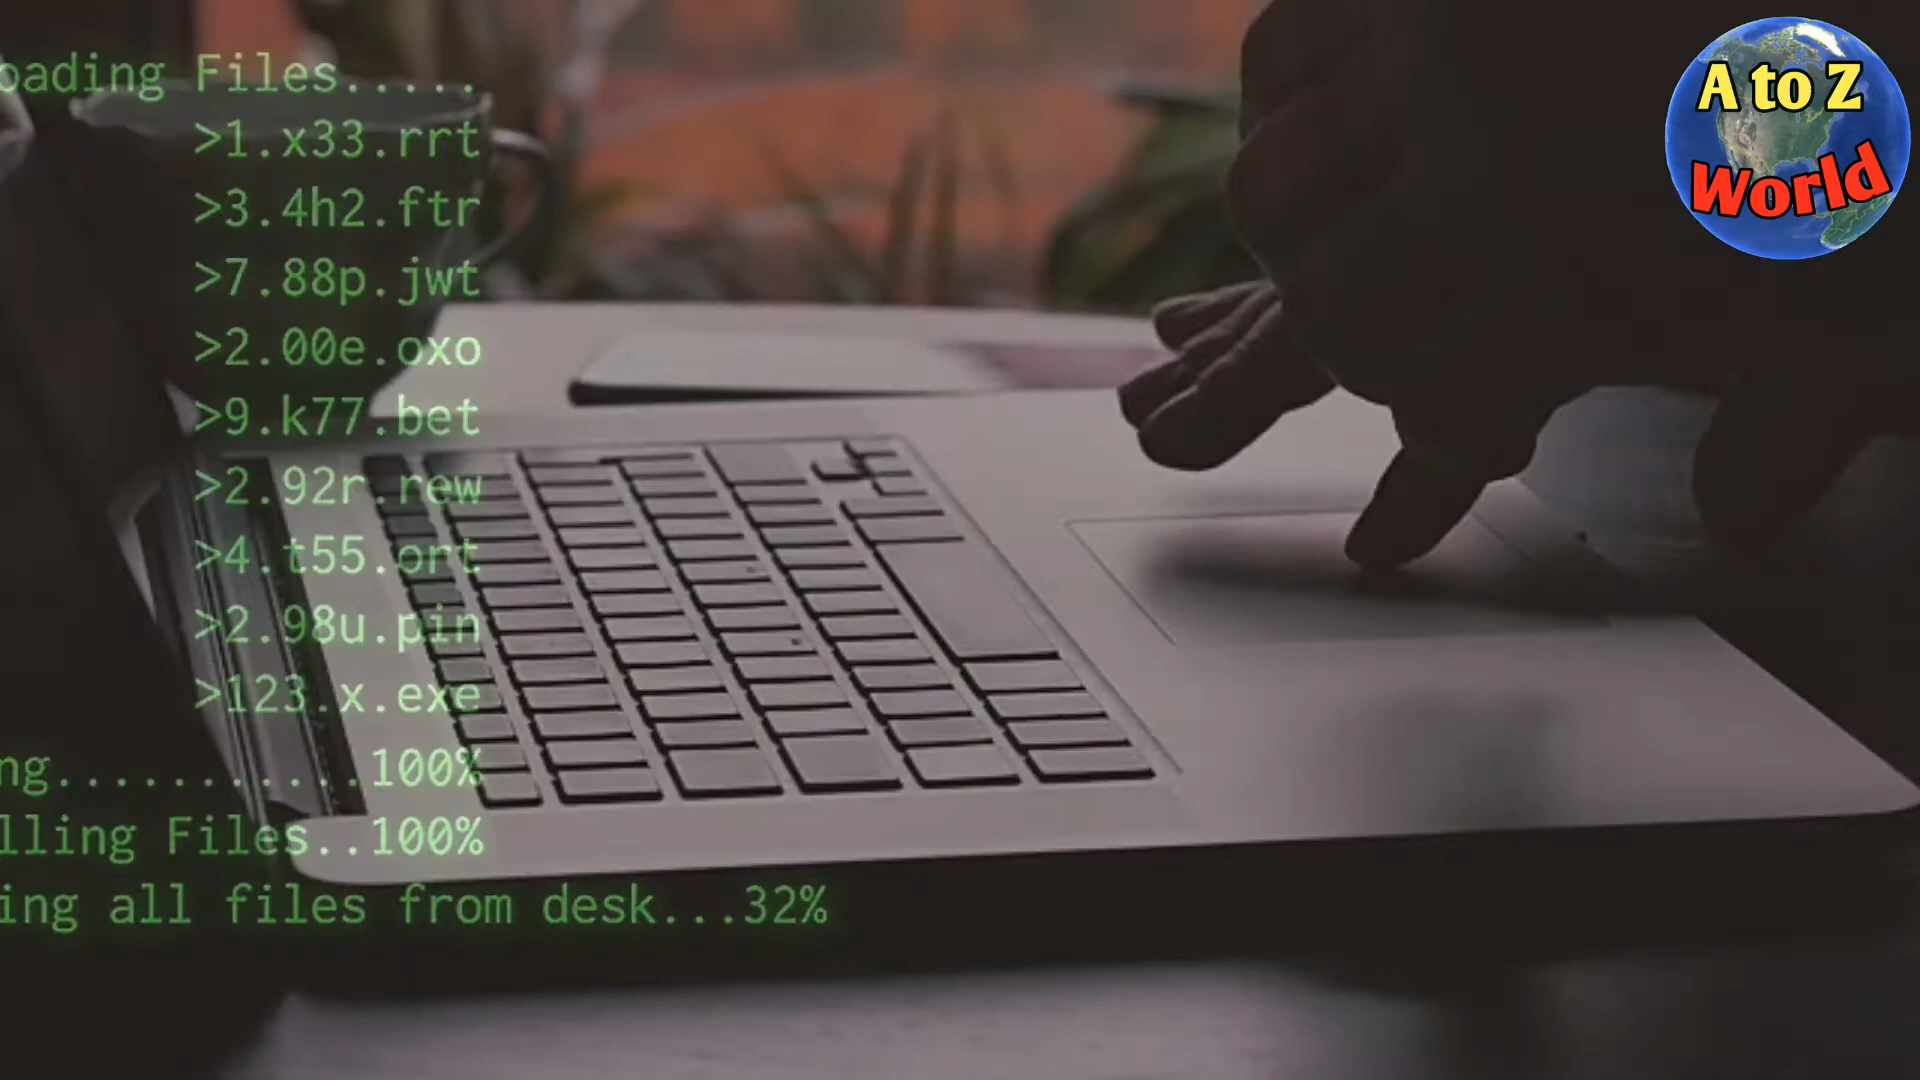 oading Files.....
>1.x33.rrt
>3.4h2.ftr
>7.88p.jwt
>2.00e.oxo
>9.k77.bet
>2.92r.rew
>4.t55.ort
>2.98u.pin
>123.x.exe
ng...........100%
lling Files..100%
ing all files from desk...32%
A to Z
World